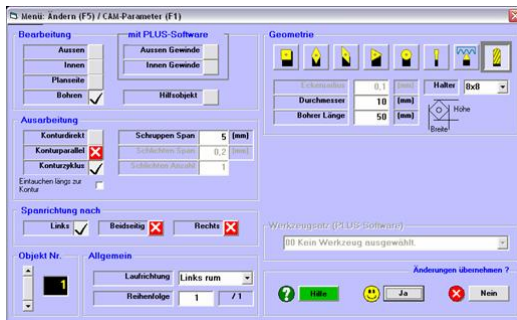 Menü: Ändern (F5) / CAM-Parameter (F1)
Bearbeitung
Aussen
Innen
Planseite
Bohren
mit PLUS-Software
Aussen Gewinde
Innen Gewinde
Hilfsobjekt
Geometrie
Eckenradius 0,1 (mm)
Halter 8x8
Durchmesser 10 (mm)
Bohrer Länge 50 (mm)
Höhe
Breite
Ausarbeitung
Konturdirekt
Konturparallel
Konturzyklus
Eintauchen längs zur
Kontur
Schruppen Span 5 (mm)
Schlichten Span 0,2 (mm)
Schlichten Anzahl 1
Spanrichtung nach
Links
Beidseitig
Rechts
Werkzeugsatz (PLUS-Software)
00 Kein Werkzeug ausgewählt.
Objekt Nr.
1
Allgemein
Laufrichtung Links rum
Reihenfolge 1 / 1
Änderungen übernehmen ?
Hilfe
Ja
Nein